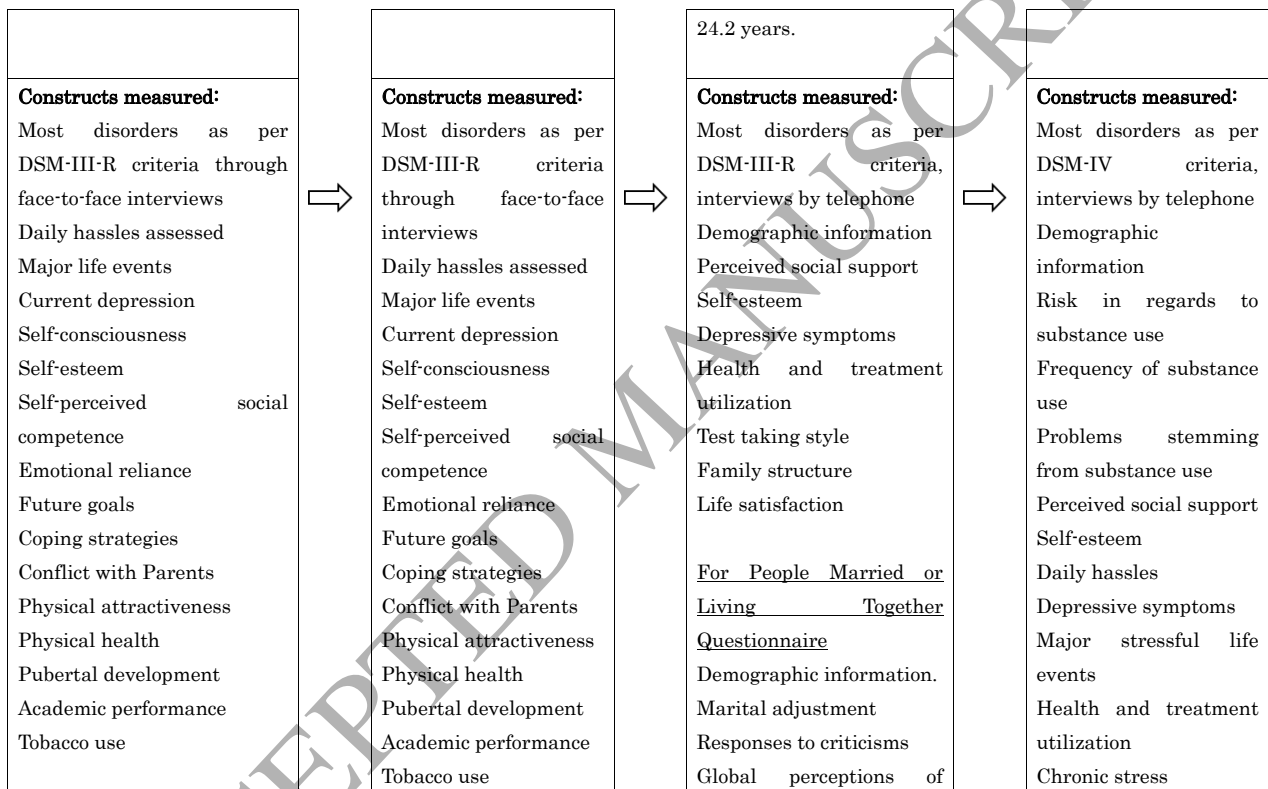 24.2 years.
Constructs measured:
Most disorders as per
DSM-III-R criteria through
face-to-face interviews
Daily hassles assessed
Major life events
Current depression
Self-consciousness
Self-esteem
Self-perceived social
competence
Emotional reliance
Future goals
Coping strategies
Conflict with Parents
Physical attractiveness
Physical health
Pubertal development
Academic performance
Tobacco use
Constructs measured:
Most disorders as per
DSM-III-R criteria
through face-to-face
interviews
Daily hassles assessed
Major life events
Current depression
Self-consciousness
Self-esteem
Self-perceived social
competence
Emotional reliance
Future goals
Coping strategies
Conflict with Parents
Physical attractiveness
Physical health
Pubertal development
Academic performance
Tobacco use
Constructs measured:
Most disorders as per
DSM-III-R criteria,
interviews by telephone
Demographic information
Perceived social support
Self-esteem
Depressive symptoms
Health and treatment
utilization
Test taking style
Family structure
Life satisfaction
For People Married or
Living Together
Questionnaire
Demographic information.
Marital adjustment
Responses to criticisms
Global perceptions of
Constructs measured:
Most disorders as per
DSM-IV criteria,
interviews by telephone
Demographic
information
Risk in regards to
substance use
Frequency of substance
use
Problems stemming
from substance use
Perceived social support
Self-esteem
Daily hassles
Depressive symptoms
Major stressful life
events
Health and treatment
utilization
Chronic stress
EPTED MANUSCR